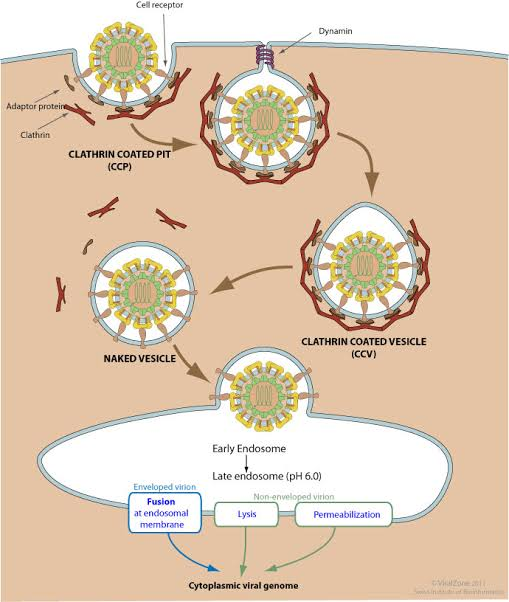 Cell receptor
Dynamin
Adaptor protein
Clathrin
CLATHRIN COATED PIT
(CCP)
NAKED VESICLE
CLATHRIN COATED VESICLE
(CCV)
Early Endosome
Late endosome (pH 6.0)
Enveloped virion
Non-enveloped virion
Fusion
at endosomal
membrane
Lysis
Permeabilization
Cytoplasmic viral genome
© ViralZone 2011
Swiss Institute of Bioinformatics